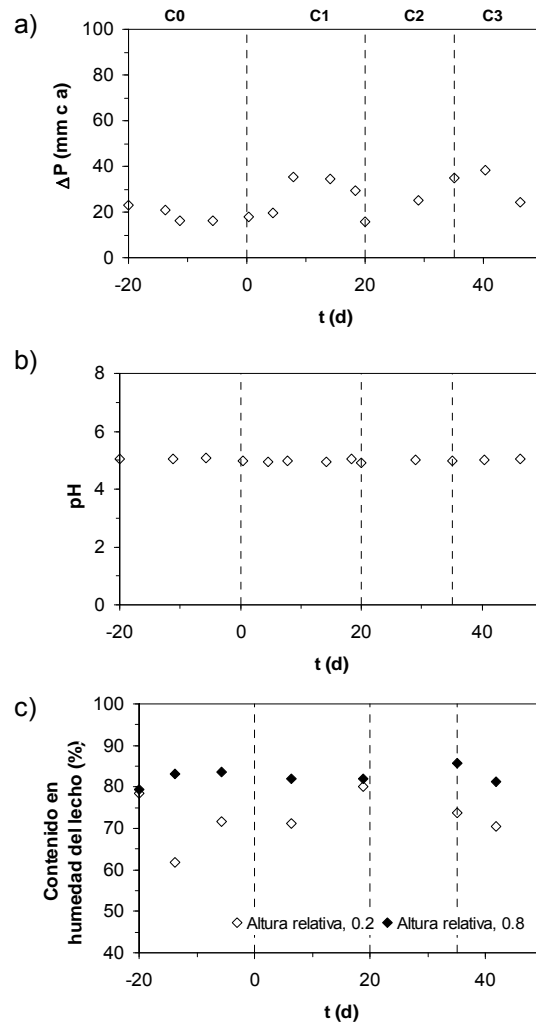 a)
C0 C1 C2 C3
100
80
60
40
20
0
ΔP (mm c a)
-20 0 20 40
t (d)
b)
8
6
4
2
0
pH
-20 0 20 40
t (d)
c)
100
90
80
70
60
50
40
Contenido en
humedad del lecho (%)
Altura relativa, 0.2 Altura relativa, 0.8
-20 0 20 40
t (d)